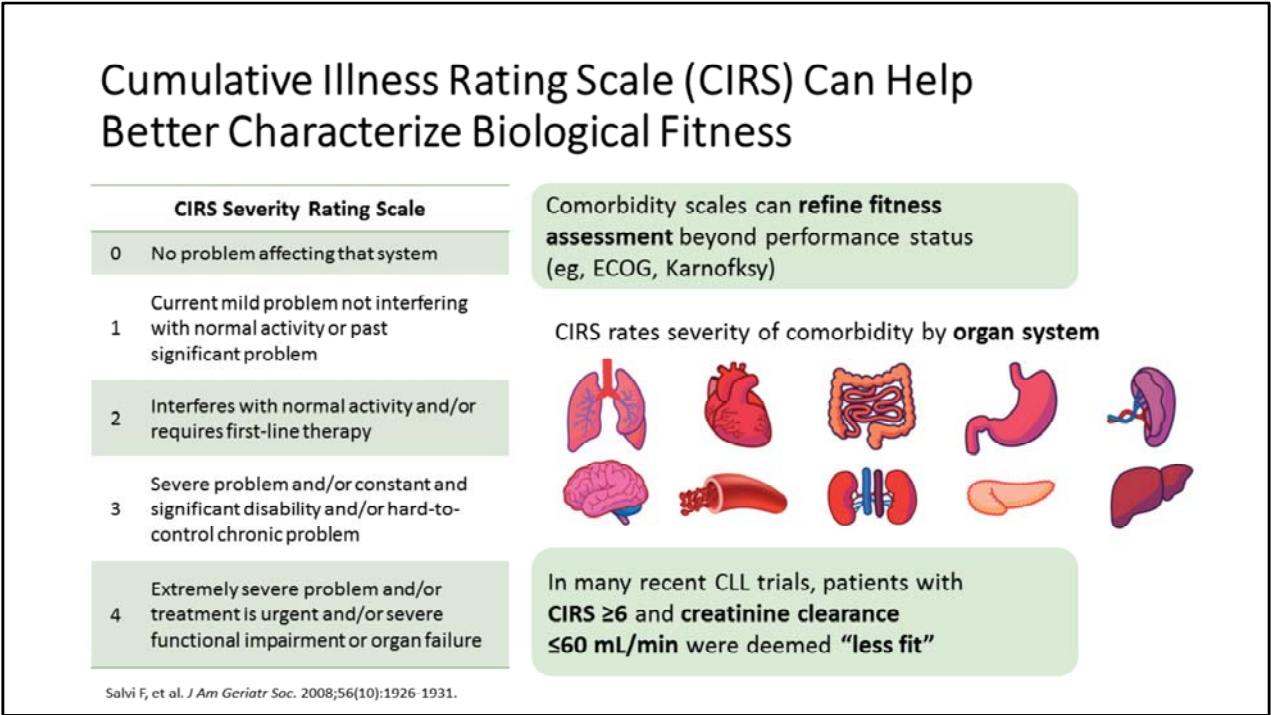 Cumulative Illness Rating Scale (CIRS) Can Help
Better Characterize Biological Fitness
CIRS Severity Rating Scale
0 No problem affecting that system
1 Current mild problem not interfering
with normal activity or past
significant problem
2 Interferes with normal activity and/or
requires first-line therapy
3 Severe problem and/or constant and
significant disability and/or hard-to-
control chronic problem
4 Extremely severe problem and/or
treatment is urgent and/or severe
functional impairment or organ failure
Comorbidity scales can refine fitness
assessment beyond performance status
(eg, ECOG, Karnofksy)
CIRS rates severity of comorbidity by organ system
In many recent CLL trials, patients with
CIRS ≥6 and creatinine clearance
≤60 mL/min were deemed “less fit”
Salvi F, et al. J Am Geriatr Soc. 2008;56(10):1926-1931.